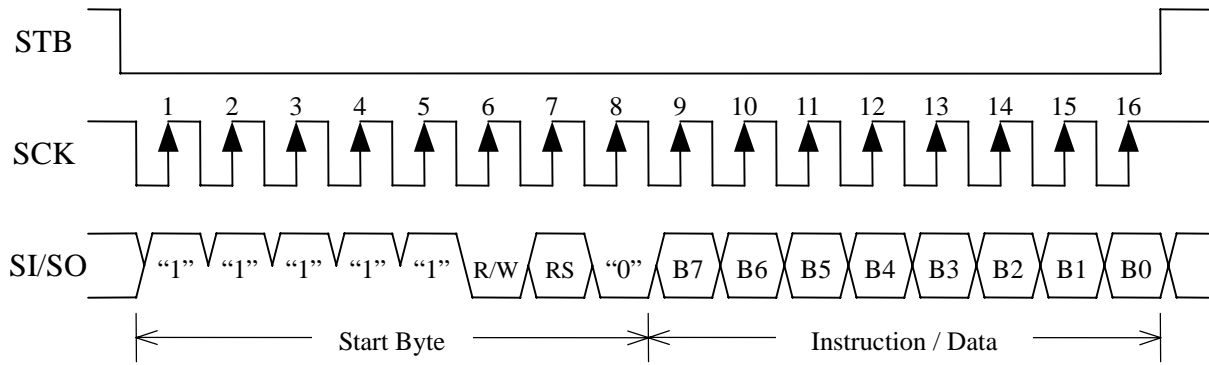 STB
1 2 3 4 5 6 7 8 9 10 11 12 13 14 15 16
SCK
SI/SO “1” “1” “1” “1” “1” R/W RS “0” B7 B6 B5 B4 B3 B2 B1 B0
Start Byte Instruction / Data